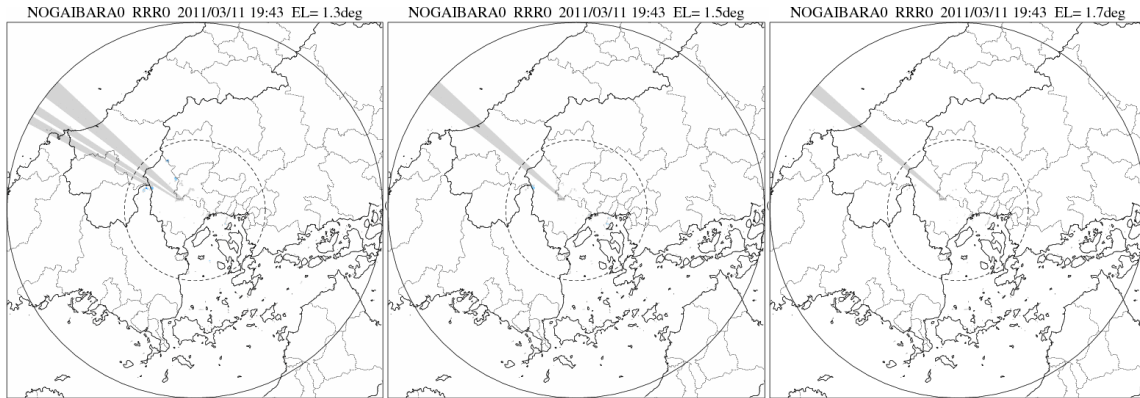 NOGAIBARA0 RRR0 2011/03/11 19:43 EL= 1.3deg
NOGAIBARA0 RRR0 2011/03/11 19:43 EL= 1.5deg
NOGAIBARA0 RRR0 2011/03/11 19:43 EL= 1.7deg